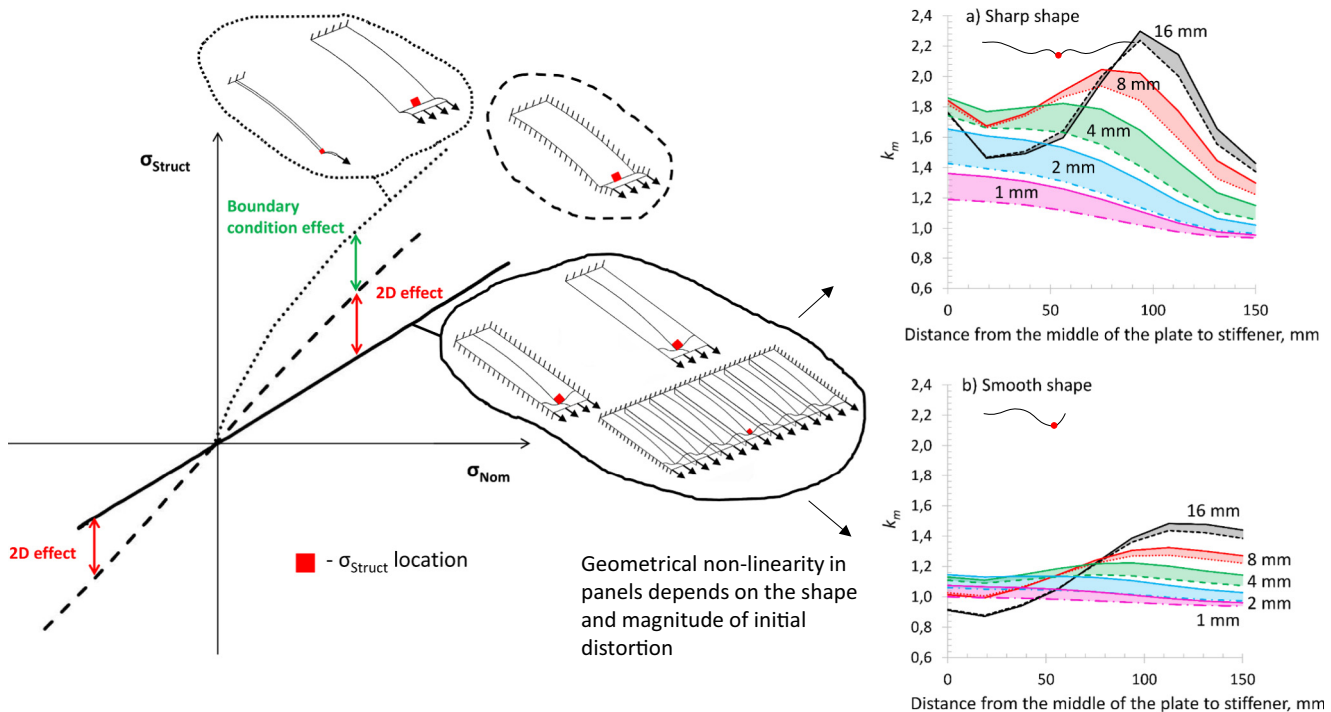 σStruct
Boundary
condition effect
2D effect
σNom
2D effect
- σStruct location
Geometrical non-linearity in
panels depends on the shape
and magnitude of initial
distortion
a) Sharp shape
2,4
2,2
2,0
1,8
1,6
1,4
1,2
1,0
0,8
0,6
km
16 mm
8 mm
4 mm
2 mm
1 mm
0
50
100
150
Distance from the middle of the plate to stiffener, mm
b) Smooth shape
2,4
2,2
2,0
1,8
1,6
1,4
1,2
1,0
0,8
0,6
km
16 mm
8 mm
4 mm
2 mm
1 mm
0
50
100
150
Distance from the middle of the plate to stiffener, mm